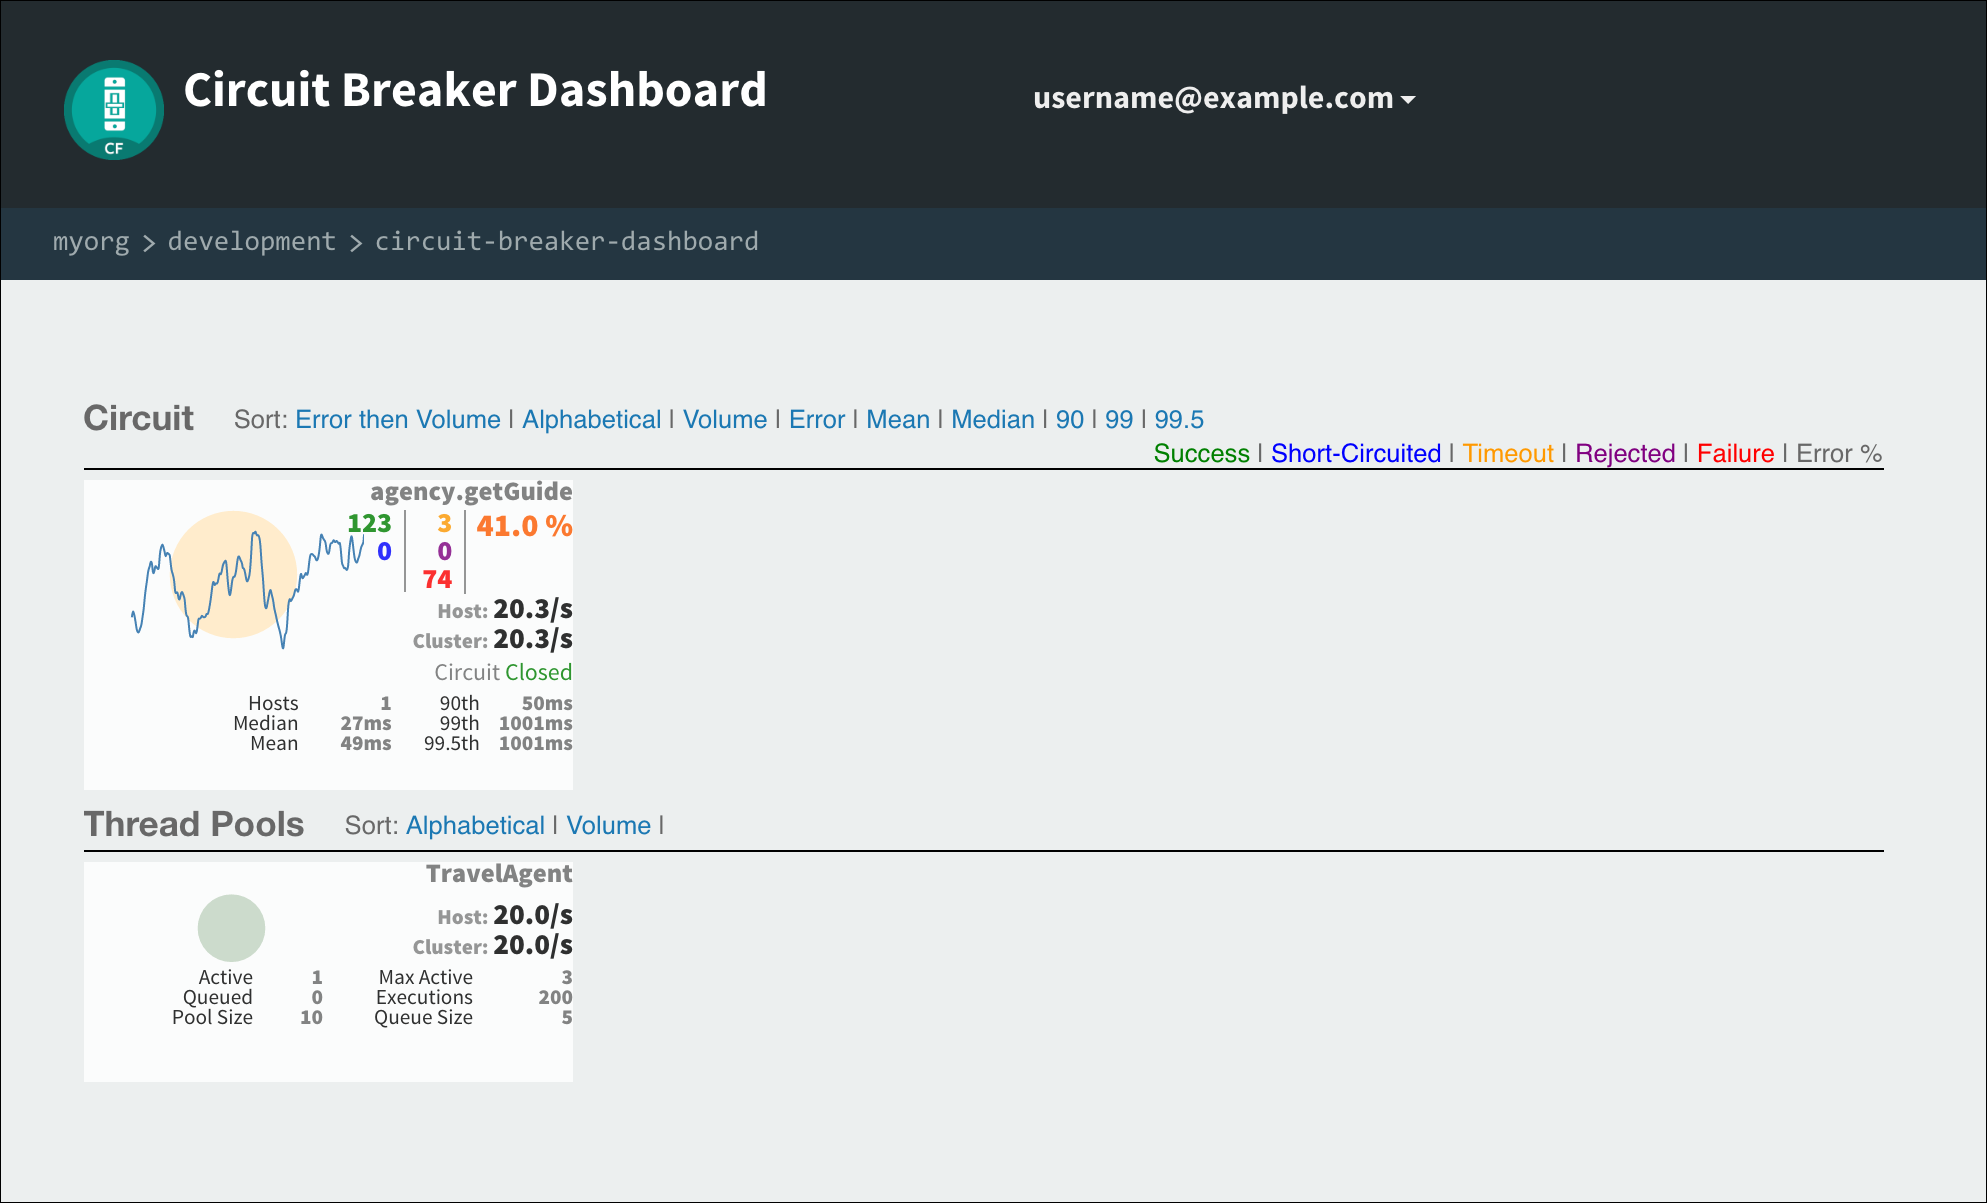 CF
Circuit Breaker Dashboard
username@example.com
myorg > development > circuit-breaker-dashboard
Circuit Sort: Error then Volume | Alphabetical | Volume | Error | Mean | Median | 90 | 99 | 99.5
Success | Short-Circuited | Timeout | Rejected | Failure | Error %
agency.getGuide
123 3 41.0 %
0 0
74
Host: 20.3/s
Cluster: 20.3/s
Circuit Closed
Hosts 1 90th 50ms
Median 27ms 99th 1001ms
Mean 49ms 99.5th 1001ms
Thread Pools Sort: Alphabetical | Volume |
TravelAgent
Host: 20.0/s
Cluster: 20.0/s
Active 1 Max Active 3
Queued 0 Executions 200
Pool Size 10 Queue Size 5